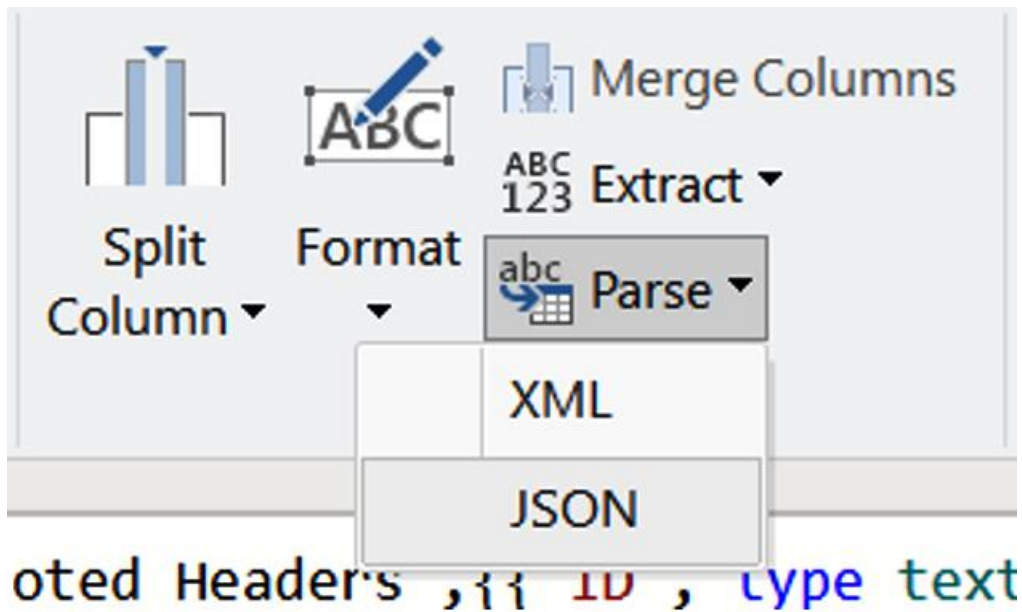 Split
Column
ABC
Format
Merge Columns
ABC
123
Extract
abc
Parse
XML
JSON
oted Headers ,{{ ID , type text